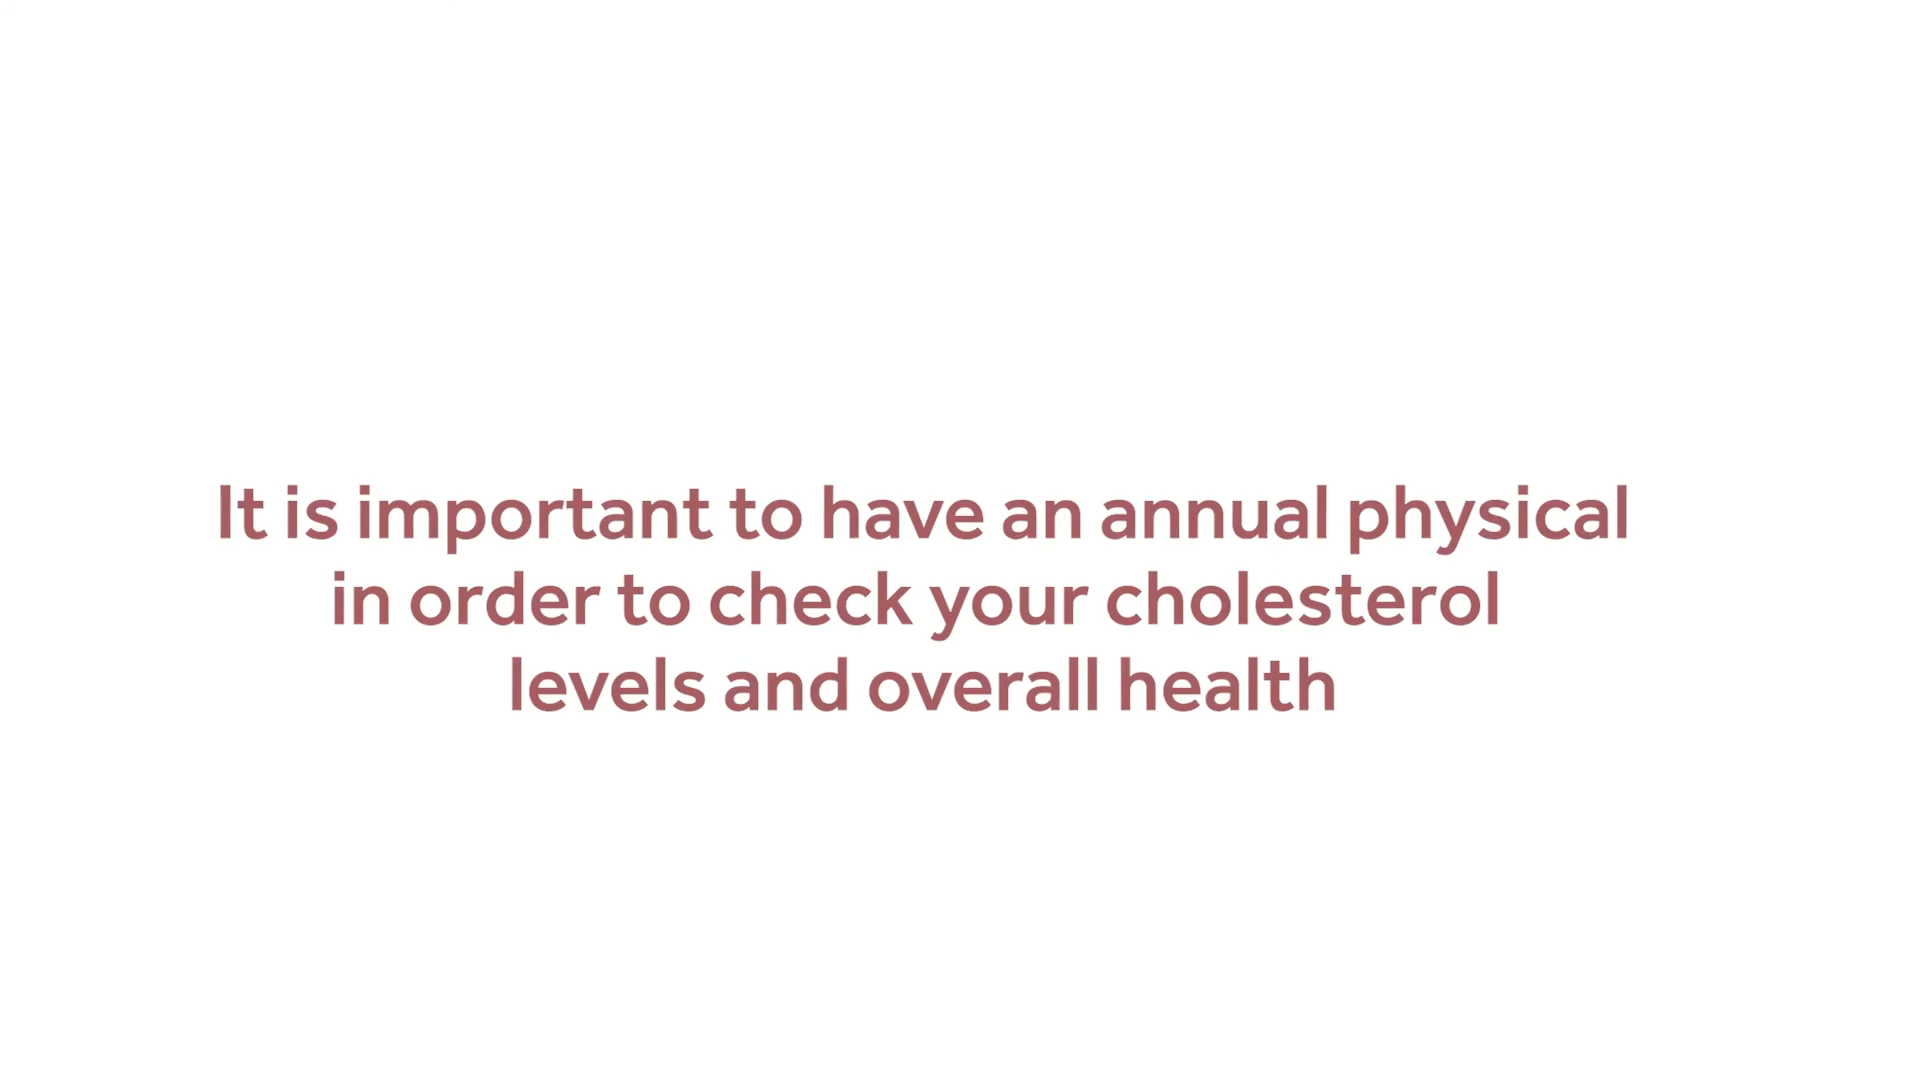 It is important to have an annual physical
in order to check your cholesterol
levels and overall health